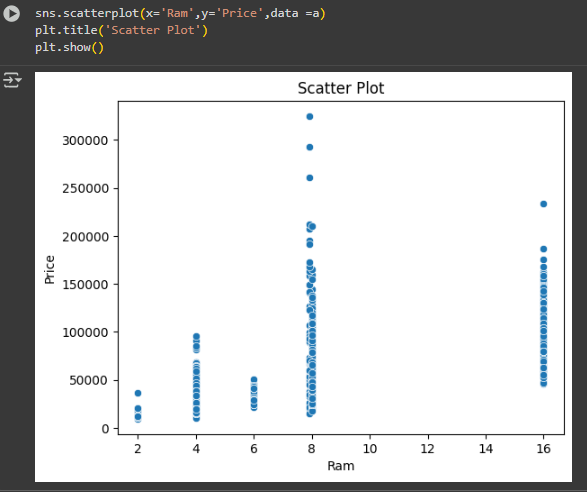 sns.scatterplot(x='Ram',y='Price',data =a)
plt.title('Scatter Plot')
plt.show()
Scatter Plot
300000
250000
200000
150000
100000
50000
0
Price
2 4 6 8 10 12 14 16
Ram